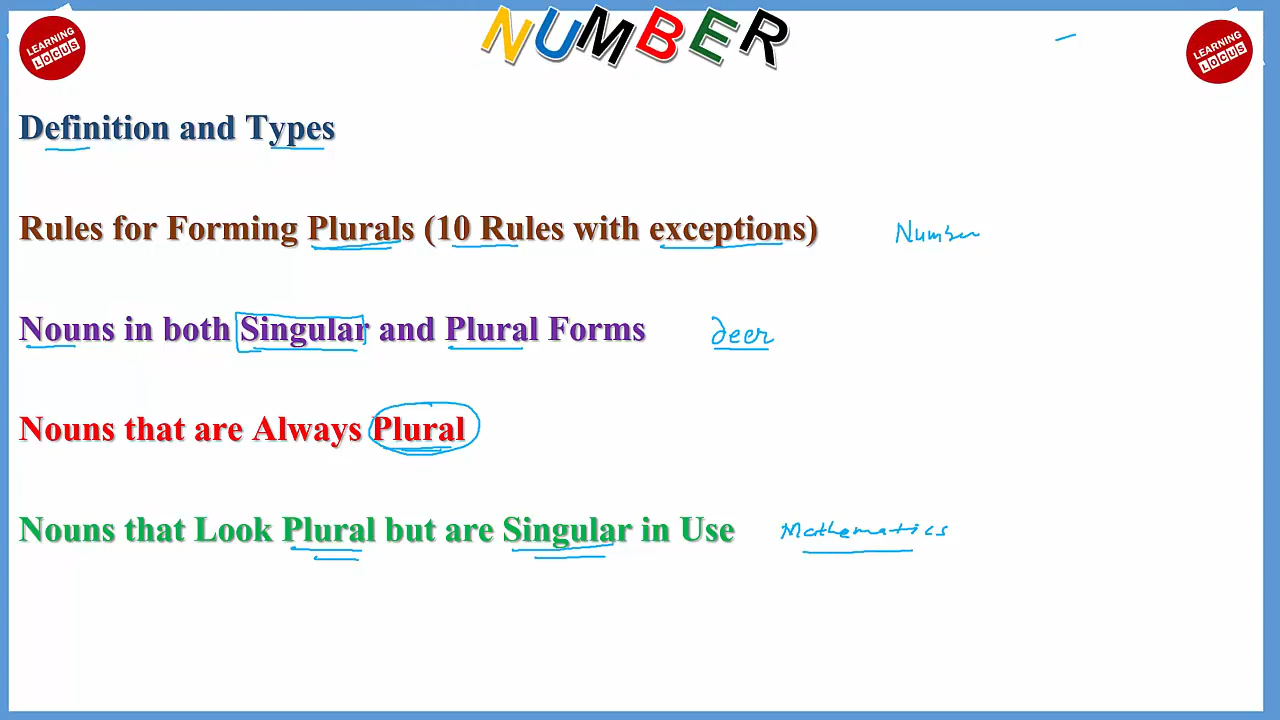 LEARNING LOCUS
NUMBER
LEARNING LOCUS
Definition and Types
Rules for Forming Plurals (10 Rules with exceptions) Number
Nouns in both Singular and Plural Forms deer
Nouns that are Always Plural
Nouns that Look Plural but are Singular in Use Mathematics